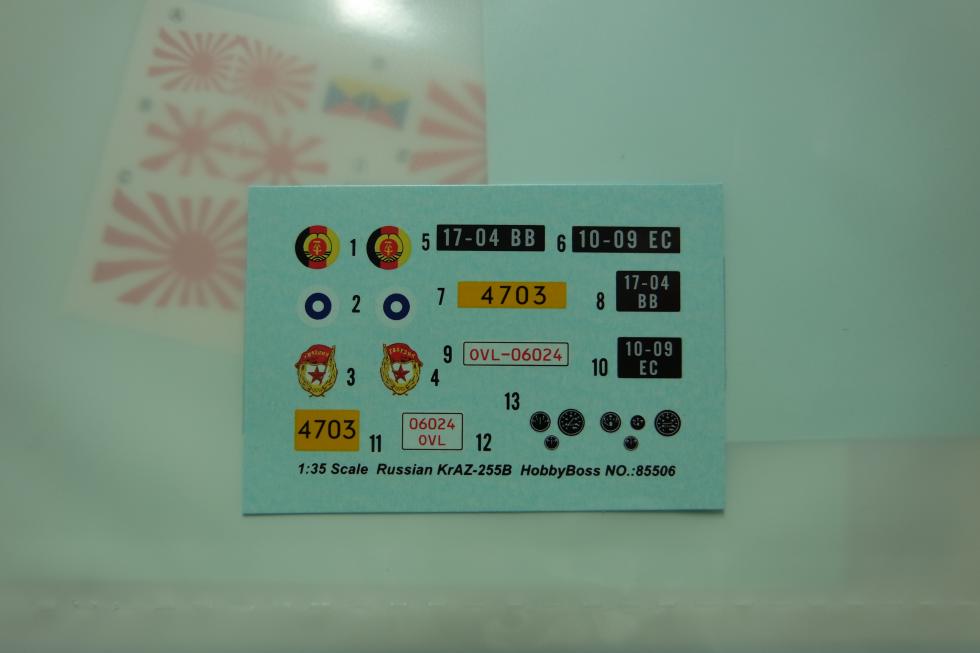 1 5 17-04 BB 6 10-09 EC
2 7 4703 8 17-04
BB
3 4 9 OVL-06024 10 10-09
EC
13
4703 11 06024
OVL 12
1:35 Scale Russian KrAZ-255B HobbyBoss NO.:85506